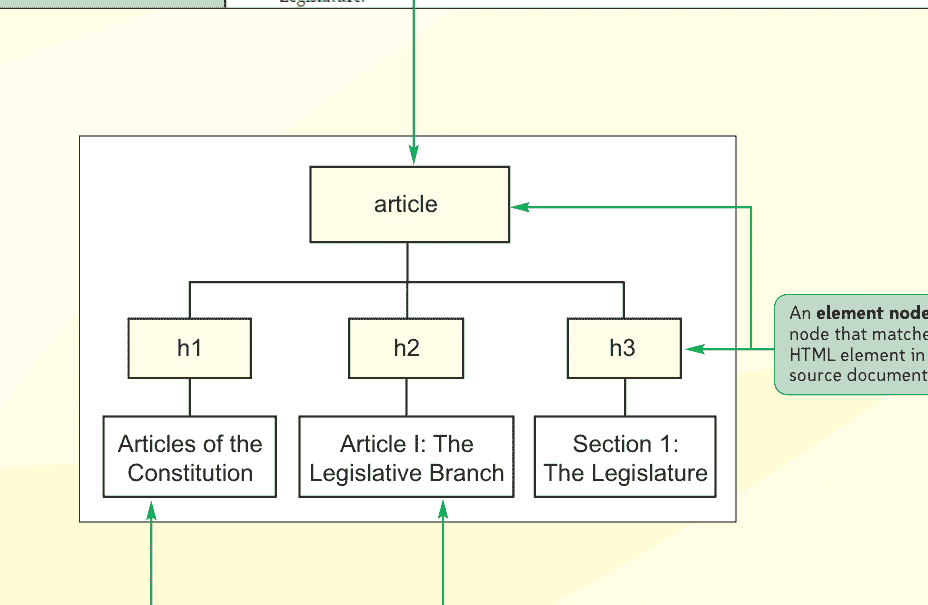 Legislature.
article
An element node
node that matche
HTML element in
source document
h1
h2
h3
Articles of the
Constitution
Article I: The
Legislative Branch
Section 1:
The Legislature